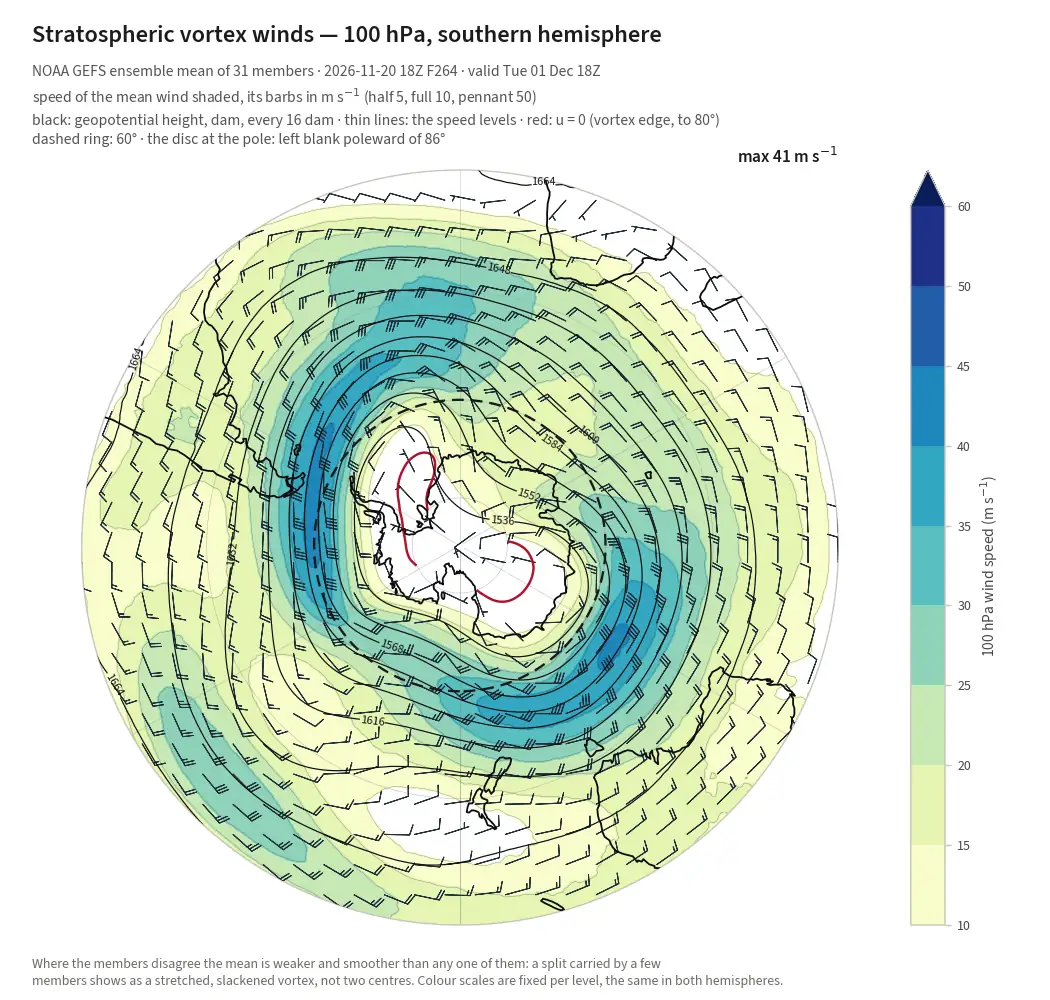 Stratospheric vortex winds — 100 hPa, southern hemisphere
NOAA GEFS ensemble mean of 31 members · 2026-11-20 18Z F264 · valid Tue 01 Dec 18Z
speed of the mean wind shaded, its barbs in m s⁻¹ (half 5, full 10, pennant 50)
black: geopotential height, dam, every 16 dam · thin lines: the speed levels · red: u = 0 (vortex edge, to 80°)
dashed ring: 60° · the disc at the pole: left blank poleward of 86°
max 41 m s⁻¹
1664
1648
1664
1600
1584
1552
1536
1632
1568
1664
1616
60
50
45
40
35
30
25
20
15
10
100 hPa wind speed (m s⁻¹)
Where the members disagree the mean is weaker and smoother than any one of them: a split carried by a few
members shows as a stretched, slackened vortex, not two centres. Colour scales are fixed per level, the same in both hemispheres.